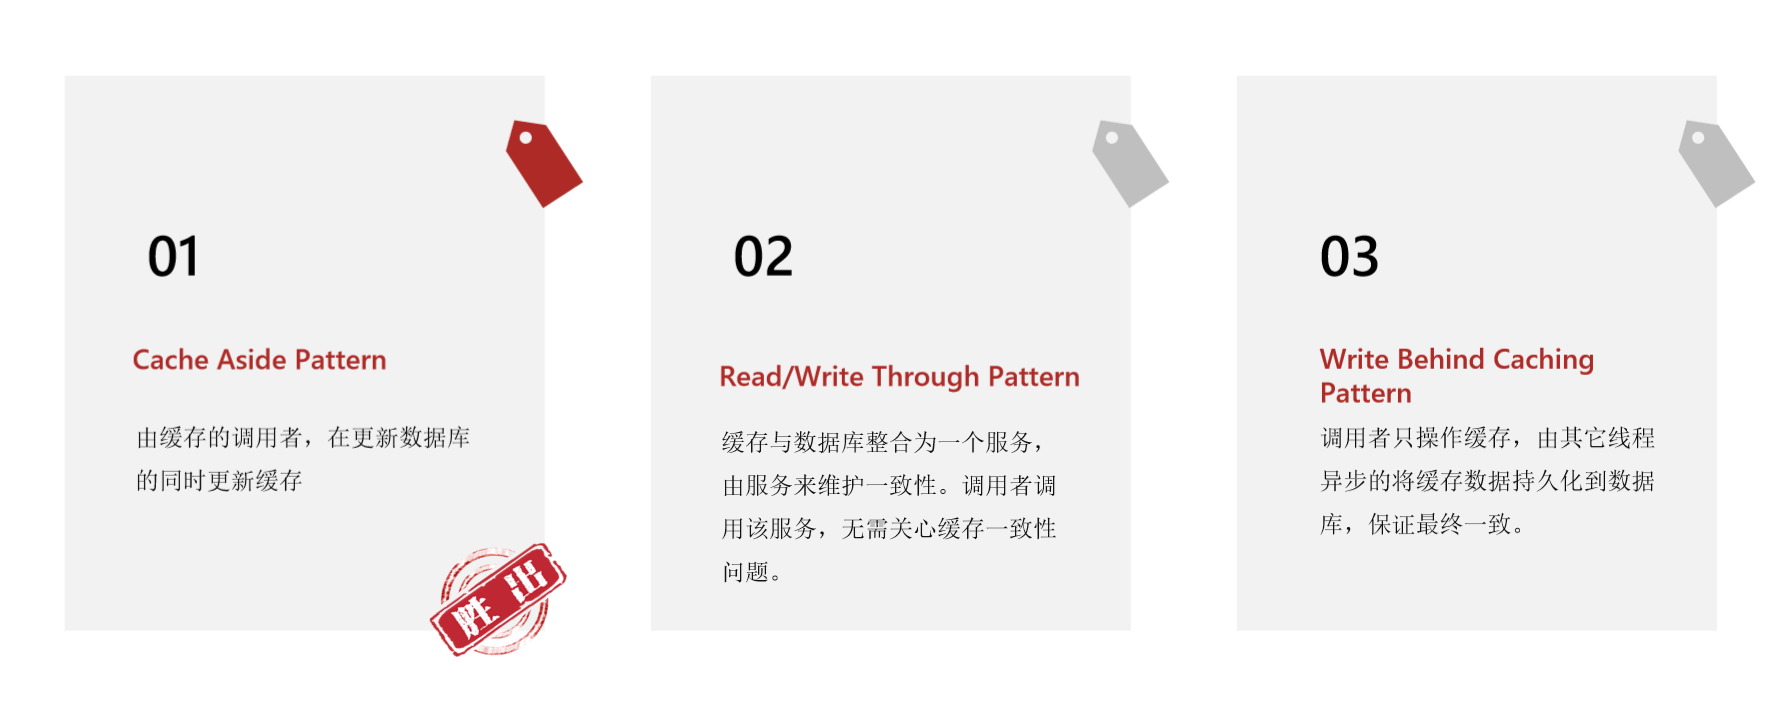 01
Cache Aside Pattern
由缓存的调用者，在更新数据库
的同时更新缓存
胜出
02
Read/Write Through Pattern
缓存与数据库整合为一个服务，
由服务来维护一致性。调用者调
用该服务，无需关心缓存一致性
问题。
03
Write Behind Caching
Pattern
调用者只操作缓存，由其它线程
异步的将缓存数据持久化到数据
库，保证最终一致。